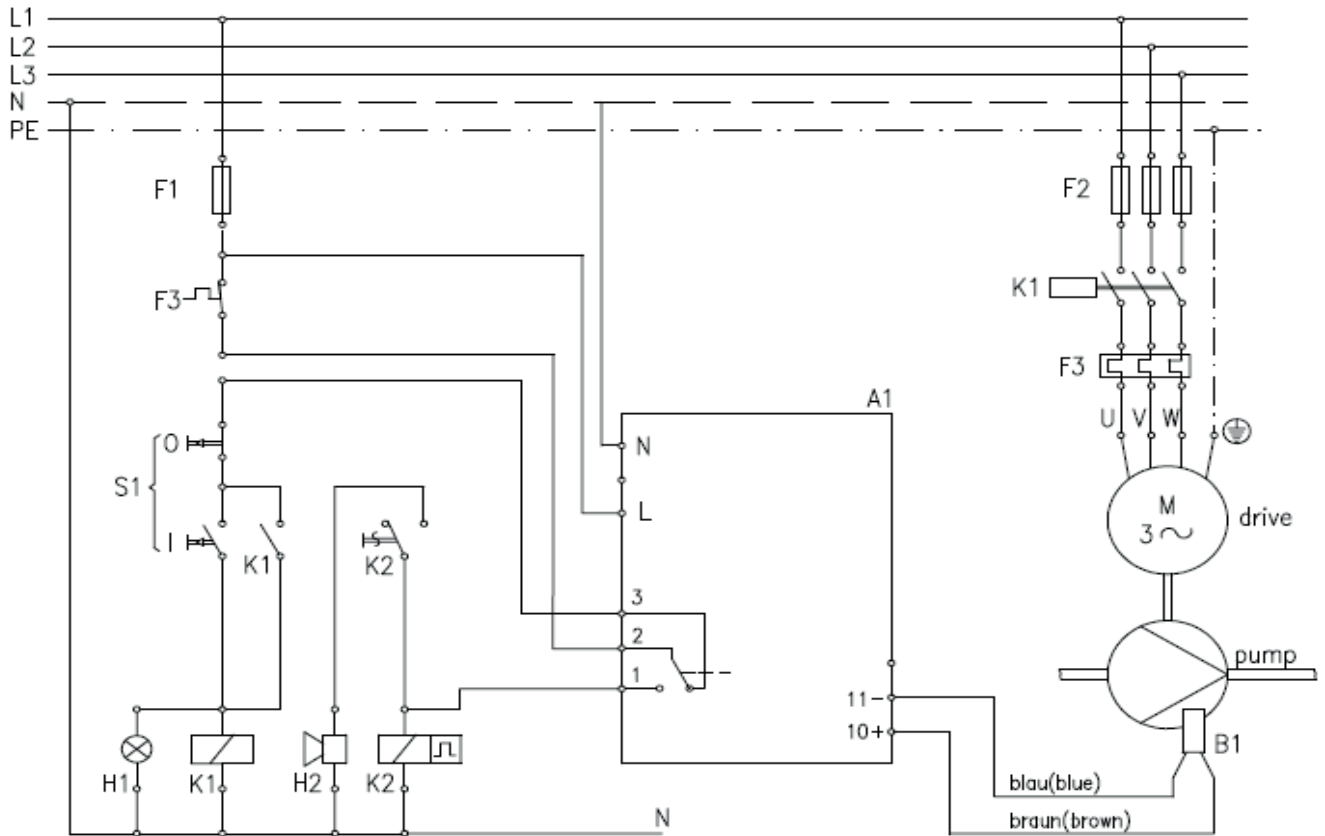 L1
L2
L3
N
PE
F1
F2
F3
K1
F3
A1
U V W
O
N
S1
L
M
3
drive
I
K1
K2
3
2
1
pump
11-
10+
B1
H1
K1
H2
K2
blau(blue)
N
braun(brown)